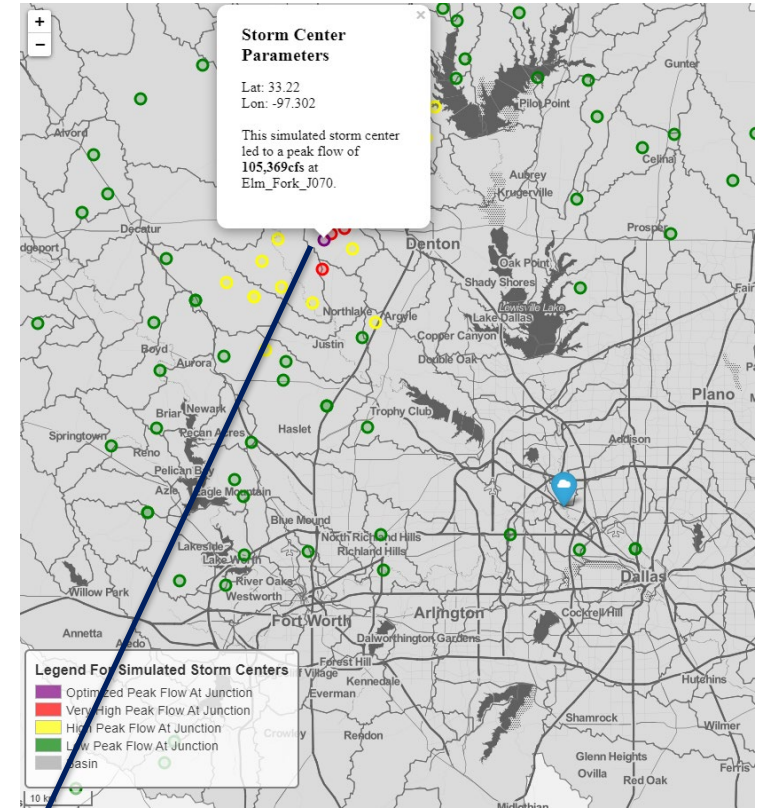 +
−
×
Storm Center
Parameters
Lat: 33.22
Lon: -97.302
This simulated storm center
led to a peak flow of
105,369cfs at
Elm_Fork_J070.
Gunter
Pilot Point
Alvord
Celina
Aubrey
Krugerville
Decatur
Prosper
dgeport
Denton
Oak Point
Shady Shores
Fair
Lewisville Lake
Northlake
Argyle
Lake Dallas
Justin
Copper Canyon
Boyd
Double Oak
Aurora
Plano
Briar
Newark
Trophy Club
Springtown
Pecan Acres
Haslet
Addison
Reno
Pelican Bay
Azle
Eagle Mountain
Blue Mound
North Richland Hills
Lakeside
Richland Hills
Lake Worth
River Oaks
Dallas
Willow Park
Westworth
Fort Worth
Arlington
Cockrell Hill
Annetta
Aledo
Dalworthington Gardens
Forest Hill
f Village
Kennedale
Hutchins
Everman
Legend For Simulated Storm Centers
Optimized Peak Flow At Junction
Very High Peak Flow At Junction
High Peak Flow At Junction
Low Peak Flow At Junction
Basin
Shamrock
Wilmer
Crowley
Rendon
Glenn Heights
Ovilla
Red Oak
Ferris
10 km
Midlothian